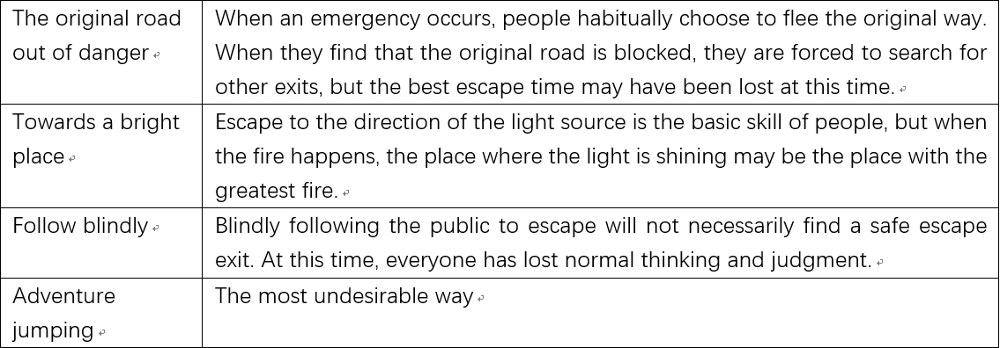 The original road
out of danger
When an emergency occurs, people habitually choose to flee the original way.
When they find that the original road is blocked, they are forced to search for
other exits, but the best escape time may have been lost at this time.
Towards a bright
place
Escape to the direction of the light source is the basic skill of people, but when
the fire happens, the place where the light is shining may be the place with the
greatest fire.
Follow blindly
Blindly following the public to escape will not necessarily find a safe escape
exit. At this time, everyone has lost normal thinking and judgment.
Adventure
jumping
The most undesirable way